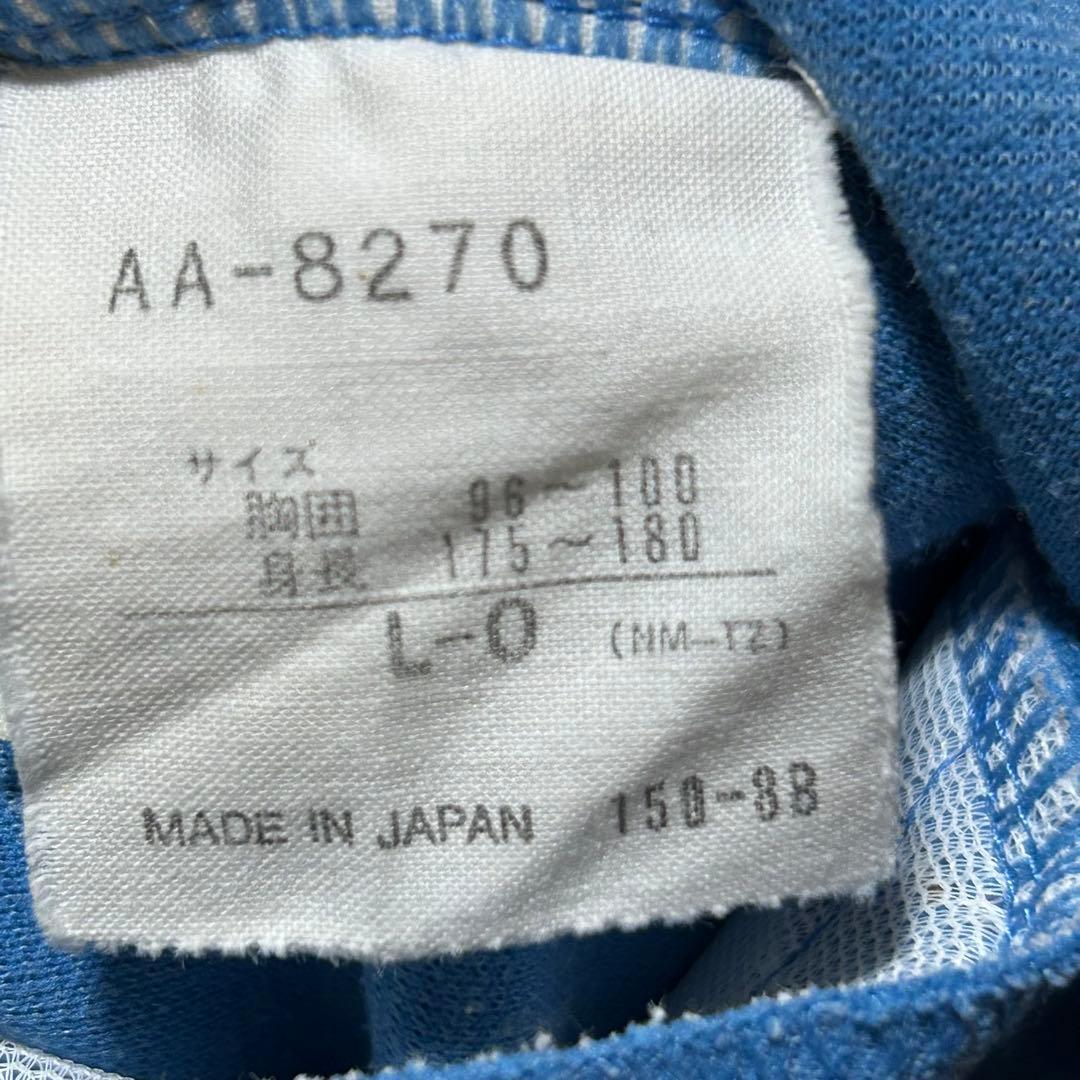 AA-8270
サイズ
胸囲 96～100
身長 175～180
L-O (NM-TZ)
MADE IN JAPAN 150-3B